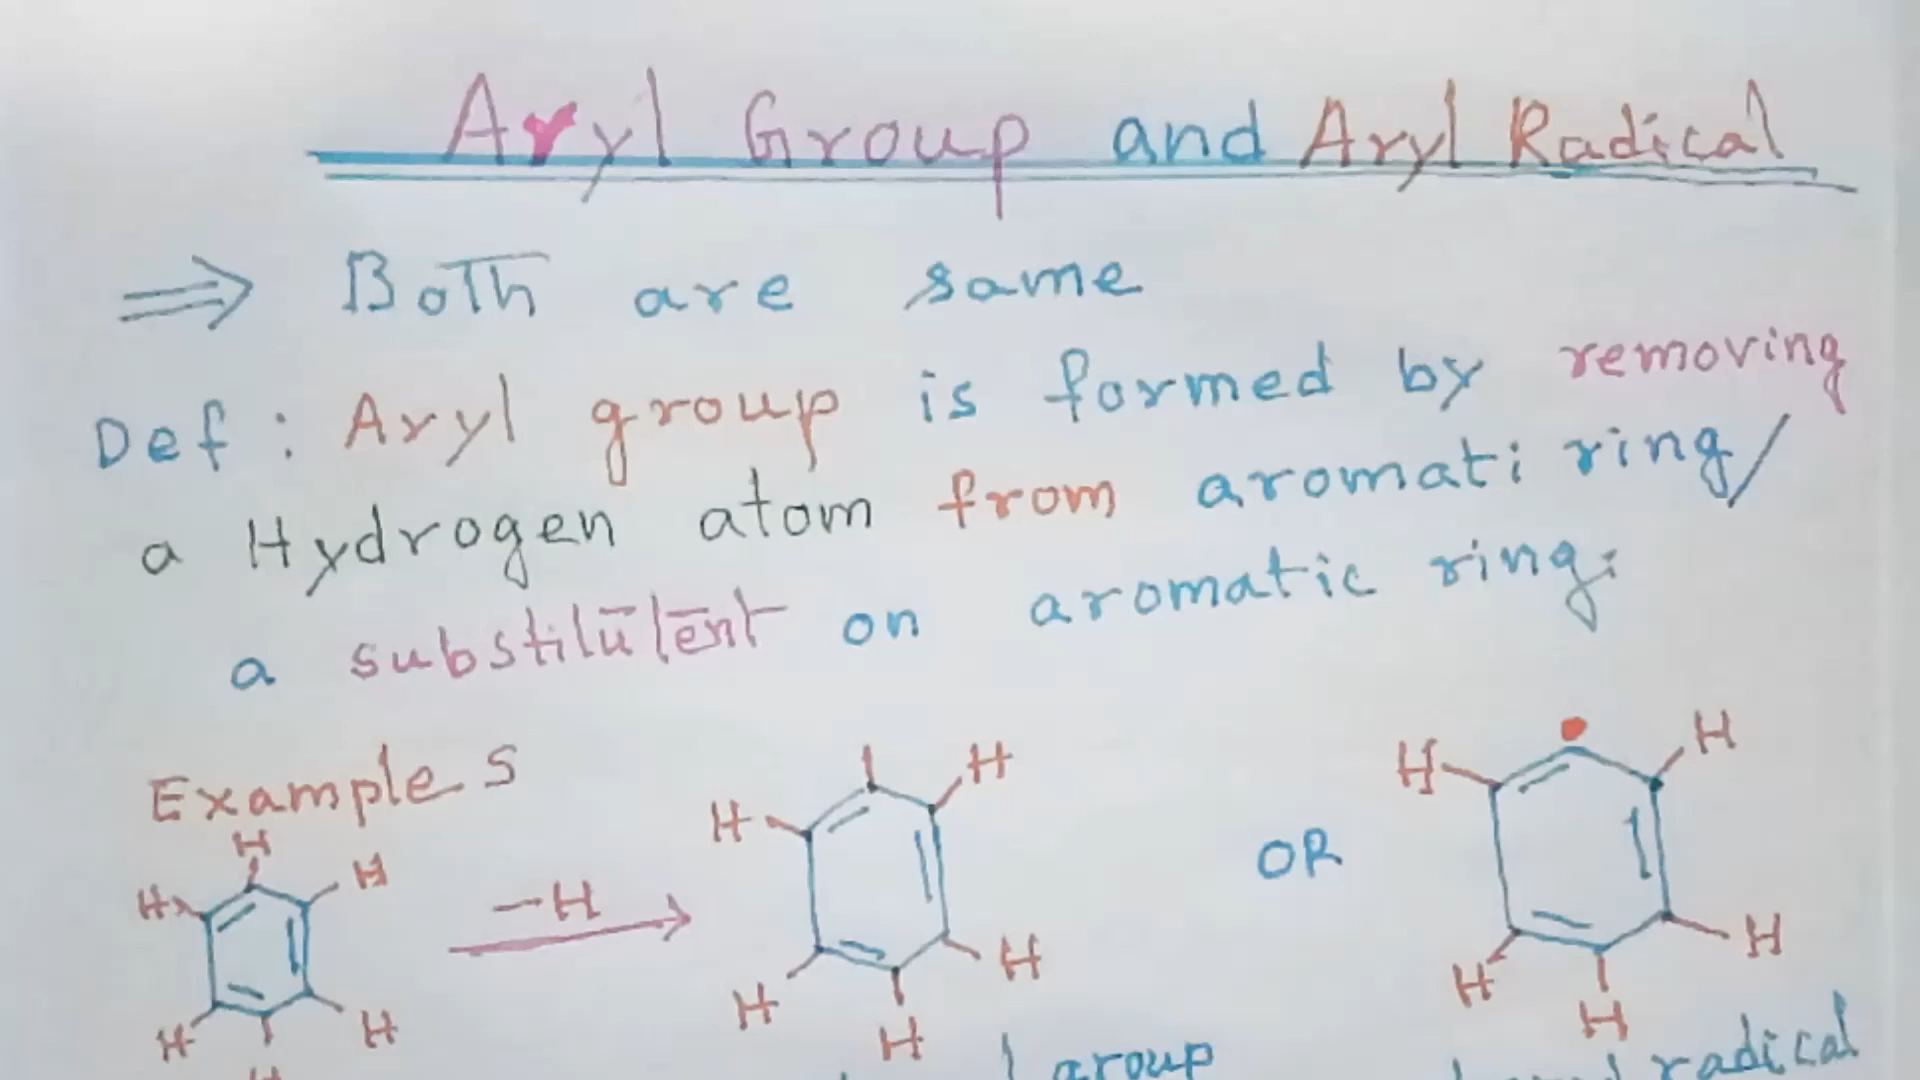 Aryl Group and Aryl Radical
⇒ Both are same
Def : Aryl group is formed by removing
a Hydrogen atom from aromati ring/
a substitutent on aromatic ring.
Examples
H H H H OR H H
H H -H
H H H H H H
H H H
group radical